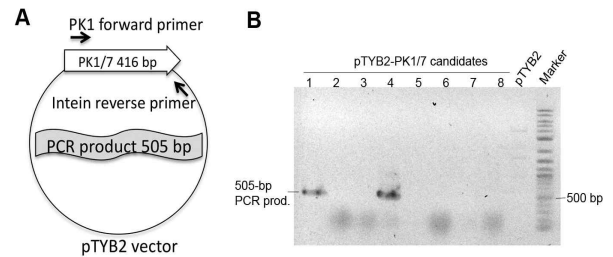 A
PK1 forward primer
PK1/7 416 bp
Intein reverse primer
PCR product 505 bp
pTYB2 vector
B
pTYB2-PK1/7 candidates
1 2 3 4 5 6 7 8 pTYB2 Marker
505-bp
PCR prod.
500 bp